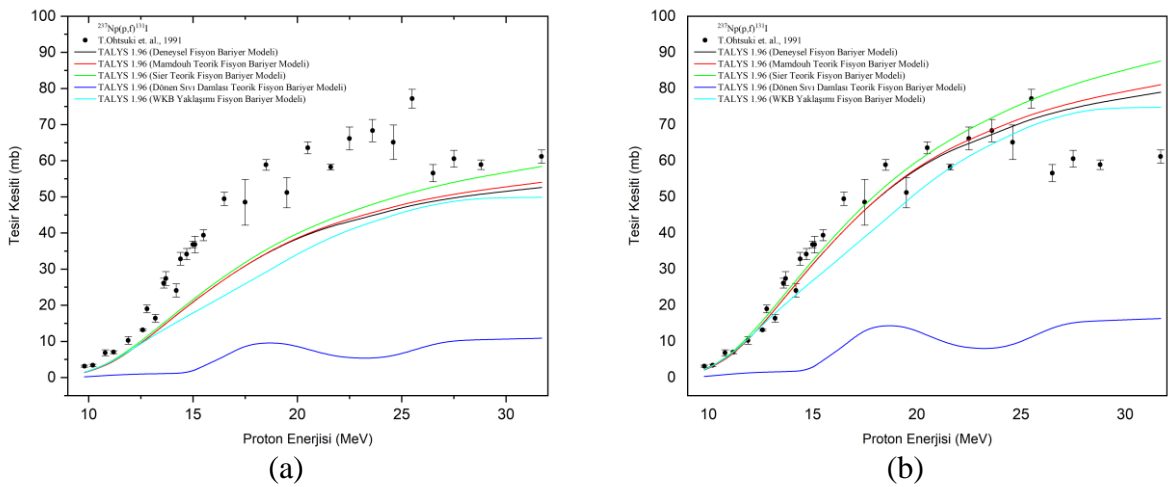 100
90
80
70
60
50
40
30
20
10
0
Tesir Kesiti (mb)
²³⁷Np(p,f)¹³¹I
T.Ohtsuki et. al., 1991
TALYS 1.96 (Deneysel Fisyon Bariyer Modeli)
TALYS 1.96 (Mamdouh Teorik Fisyon Bariyer Modeli)
TALYS 1.96 (Sier Teorik Fisyon Bariyer Modeli)
TALYS 1.96 (Dönen Sıvı Damlası Teorik Fisyon Bariyer Modeli)
TALYS 1.96 (WKB Yaklaşımı Fisyon Bariyer Modeli)
10 15 20 25 30
Proton Enerjisi (MeV)
(a)
100
90
80
70
60
50
40
30
20
10
0
Tesir Kesiti (mb)
²³⁷Np(p,f)¹³¹I
T.Ohtsuki et. al., 1991
TALYS 1.96 (Deneysel Fisyon Bariyer Modeli)
TALYS 1.96 (Mamdouh Teorik Fisyon Bariyer Modeli)
TALYS 1.96 (Sier Teorik Fisyon Bariyer Modeli)
TALYS 1.96 (Dönen Sıvı Damlası Teorik Fisyon Bariyer Modeli)
TALYS 1.96 (WKB Yaklaşımı Fisyon Bariyer Modeli)
10 15 20 25 30
Proton Enerjisi (MeV)
(b)